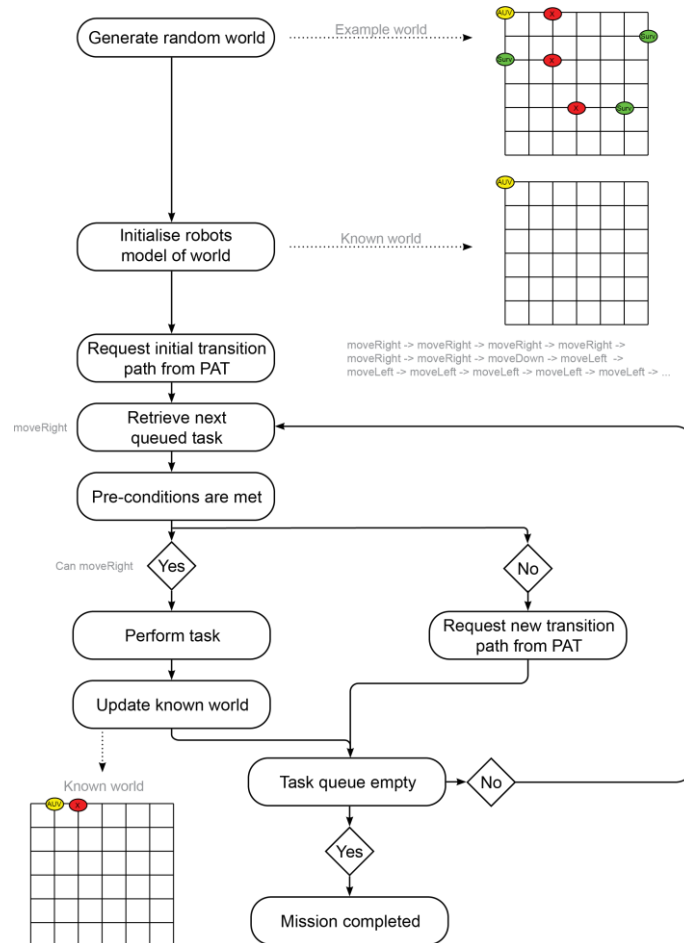 Generate random world
Example world
AUV
X
Surv
Surv
X
X
Surv
AUV
Initialise robots
model of world
Known world
Request initial transition
path from PAT
moveRight -> moveRight -> moveRight -> moveRight ->
moveRight -> moveRight -> moveDown -> moveLeft ->
moveLeft -> moveLeft -> moveLeft -> moveLeft -> moveLeft -> ...
moveRight
Retrieve next
queued task
Pre-conditions are met
Can moveRight
Yes
No
Perform task
Request new transition
path from PAT
Update known world
Known world
AUV
X
Task queue empty
No
Yes
Mission completed